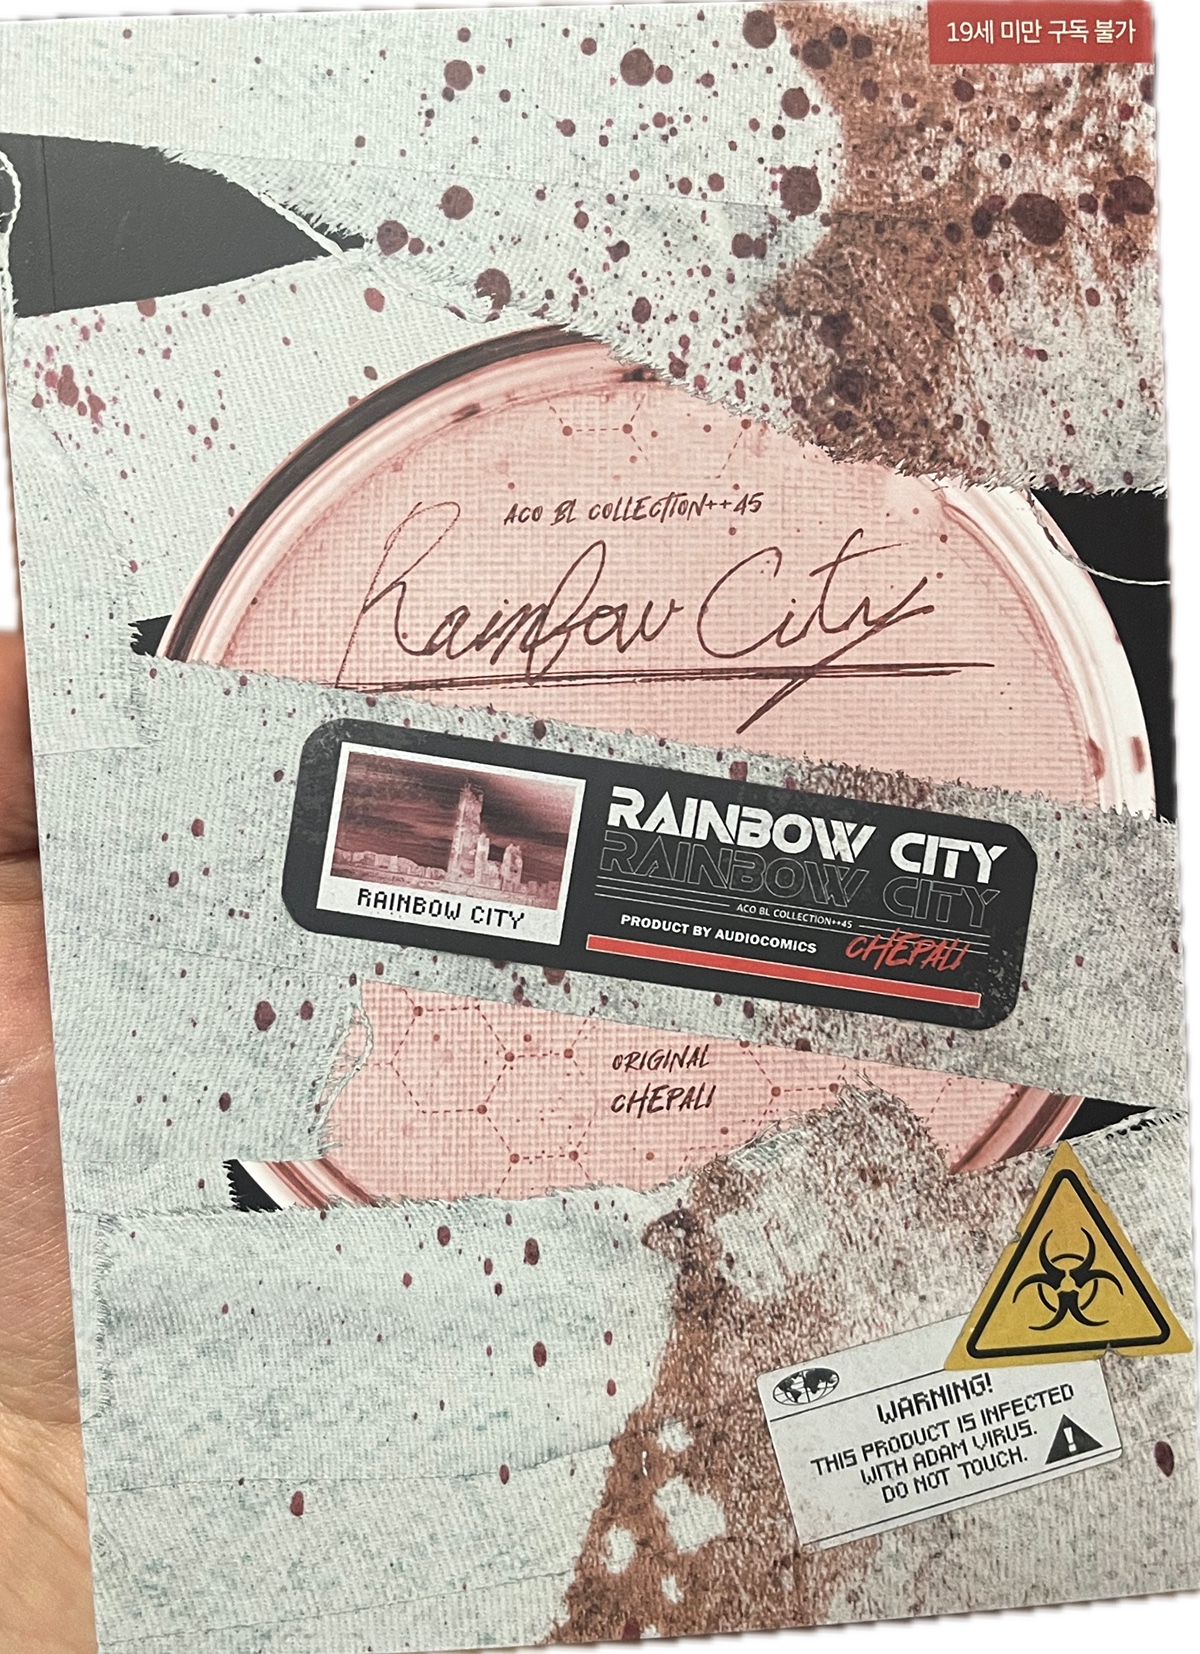 19세 미만 구독 불가
ACO BL COLLECTION++45
Rainbow City
RAINBOW CITY
RAINBOW CITY
RAINBOW CITY
ACO BL COLLECTION++45
PRODUCT BY AUDIOCOMICS
CHEPALI
ORIGINAL
CHEPALI
WARNING!
THIS PRODUCT IS INFECTED
WITH ADAM VIRUS.
DO NOT TOUCH.